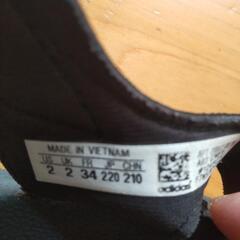 MADE IN VIETNAM
US UK FR JP CHN
2 2 34 220 210
adidas